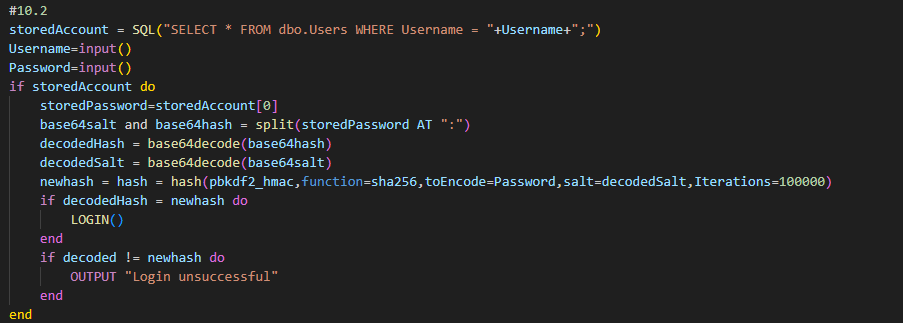 #10.2
storedAccount = SQL("SELECT * FROM dbo.Users WHERE Username = "+Username+";")
Username=input()
Password=input()
if storedAccount do
    storedPassword=storedAccount[0]
    base64salt and base64hash = split(storedPassword AT ":")
    decodedHash = base64decode(base64hash)
    decodedSalt = base64decode(base64salt)
    newhash = hash = hash(pbkdf2_hmac,function=sha256,toEncode=Password,salt=decodedSalt,Iterations=100000)
    if decodedHash = newhash do
        LOGIN()
    end
    if decoded != newhash do
        OUTPUT "Login unsuccessful"
    end
end